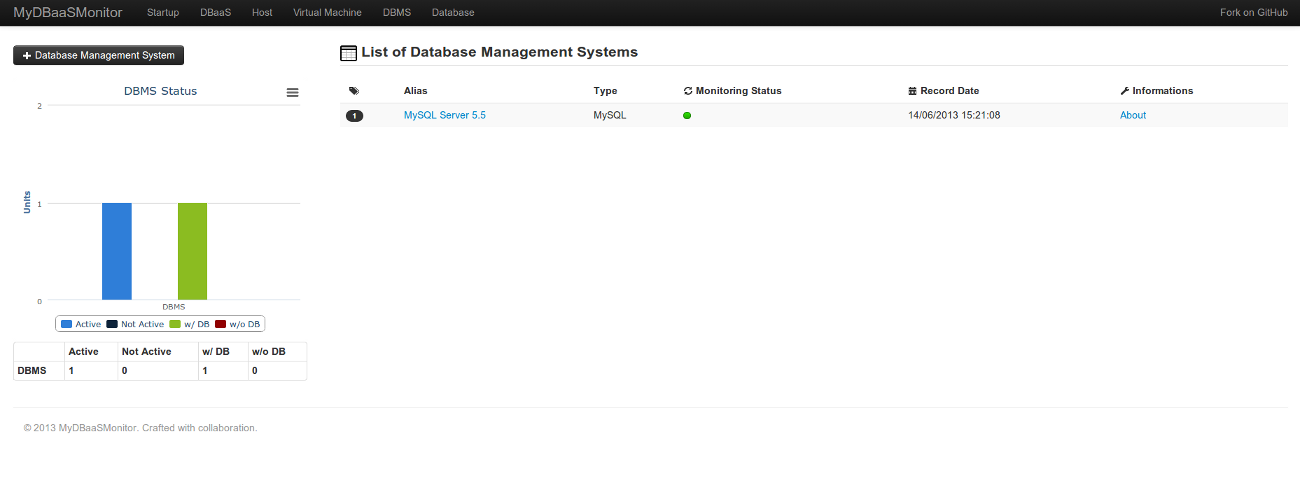 MyDBaaSMonitor Startup DBaaS Host Virtual Machine DBMS Database Fork on GitHub
+ Database Management System
DBMS Status
2
1
0
Units
DBMS
Active Not Active w/ DB w/o DB
Active Not Active w/ DB w/o DB
DBMS 1 0 1 0
List of Database Management Systems
Alias Type Monitoring Status Record Date Informations
1 MySQL Server 5.5 MySQL 14/06/2013 15:21:08 About
© 2013 MyDBaaSMonitor. Crafted with collaboration.